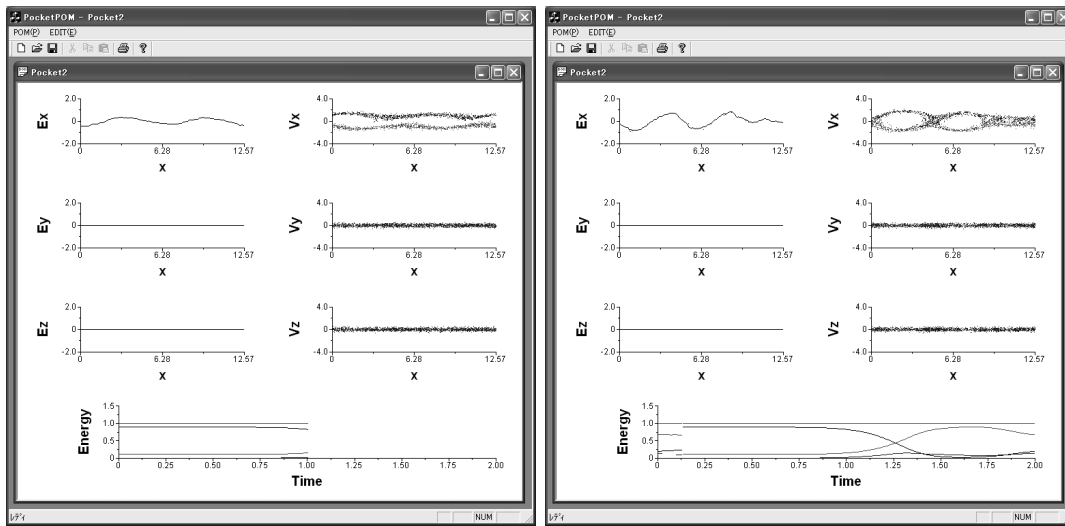 PocketPOM - Pocket2
POM(P) EDIT(E)
Pocket2
Ex
2.0
0
-2.0
0 6.28 12.57
X
Vx
4.0
0
-4.0
0 6.28 12.57
X
Ey
2.0
0
-2.0
0 6.28 12.57
X
Vy
4.0
0
-4.0
0 6.28 12.57
X
Ez
2.0
0
-2.0
0 6.28 12.57
X
Vz
4.0
0
-4.0
0 6.28 12.57
X
Energy
1.5
1.0
0.5
0
0 0.25 0.50 0.75 1.00 1.25 1.50 1.75 2.00
Time
ﾚﾃﾞｨ NUM
PocketPOM - Pocket2
POM(P) EDIT(E)
Pocket2
Ex
2.0
0
-2.0
0 6.28 12.57
X
Vx
4.0
0
-4.0
0 6.28 12.57
X
Ey
2.0
0
-2.0
0 6.28 12.57
X
Vy
4.0
0
-4.0
0 6.28 12.57
X
Ez
2.0
0
-2.0
0 6.28 12.57
X
Vz
4.0
0
-4.0
0 6.28 12.57
X
Energy
1.5
1.0
0.5
0
0 0.25 0.50 0.75 1.00 1.25 1.50 1.75 2.00
Time
ﾚﾃﾞｨ NUM